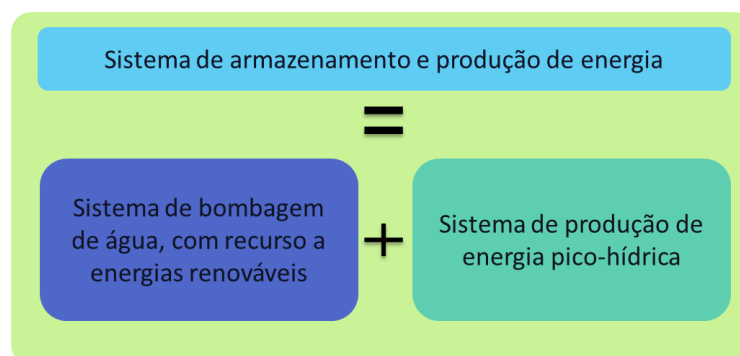 Sistema de armazenamento e produção de energia
=
Sistema de bombagem
de água, com recurso a
energias renováveis
+
Sistema de produção de
energia pico-hídrica